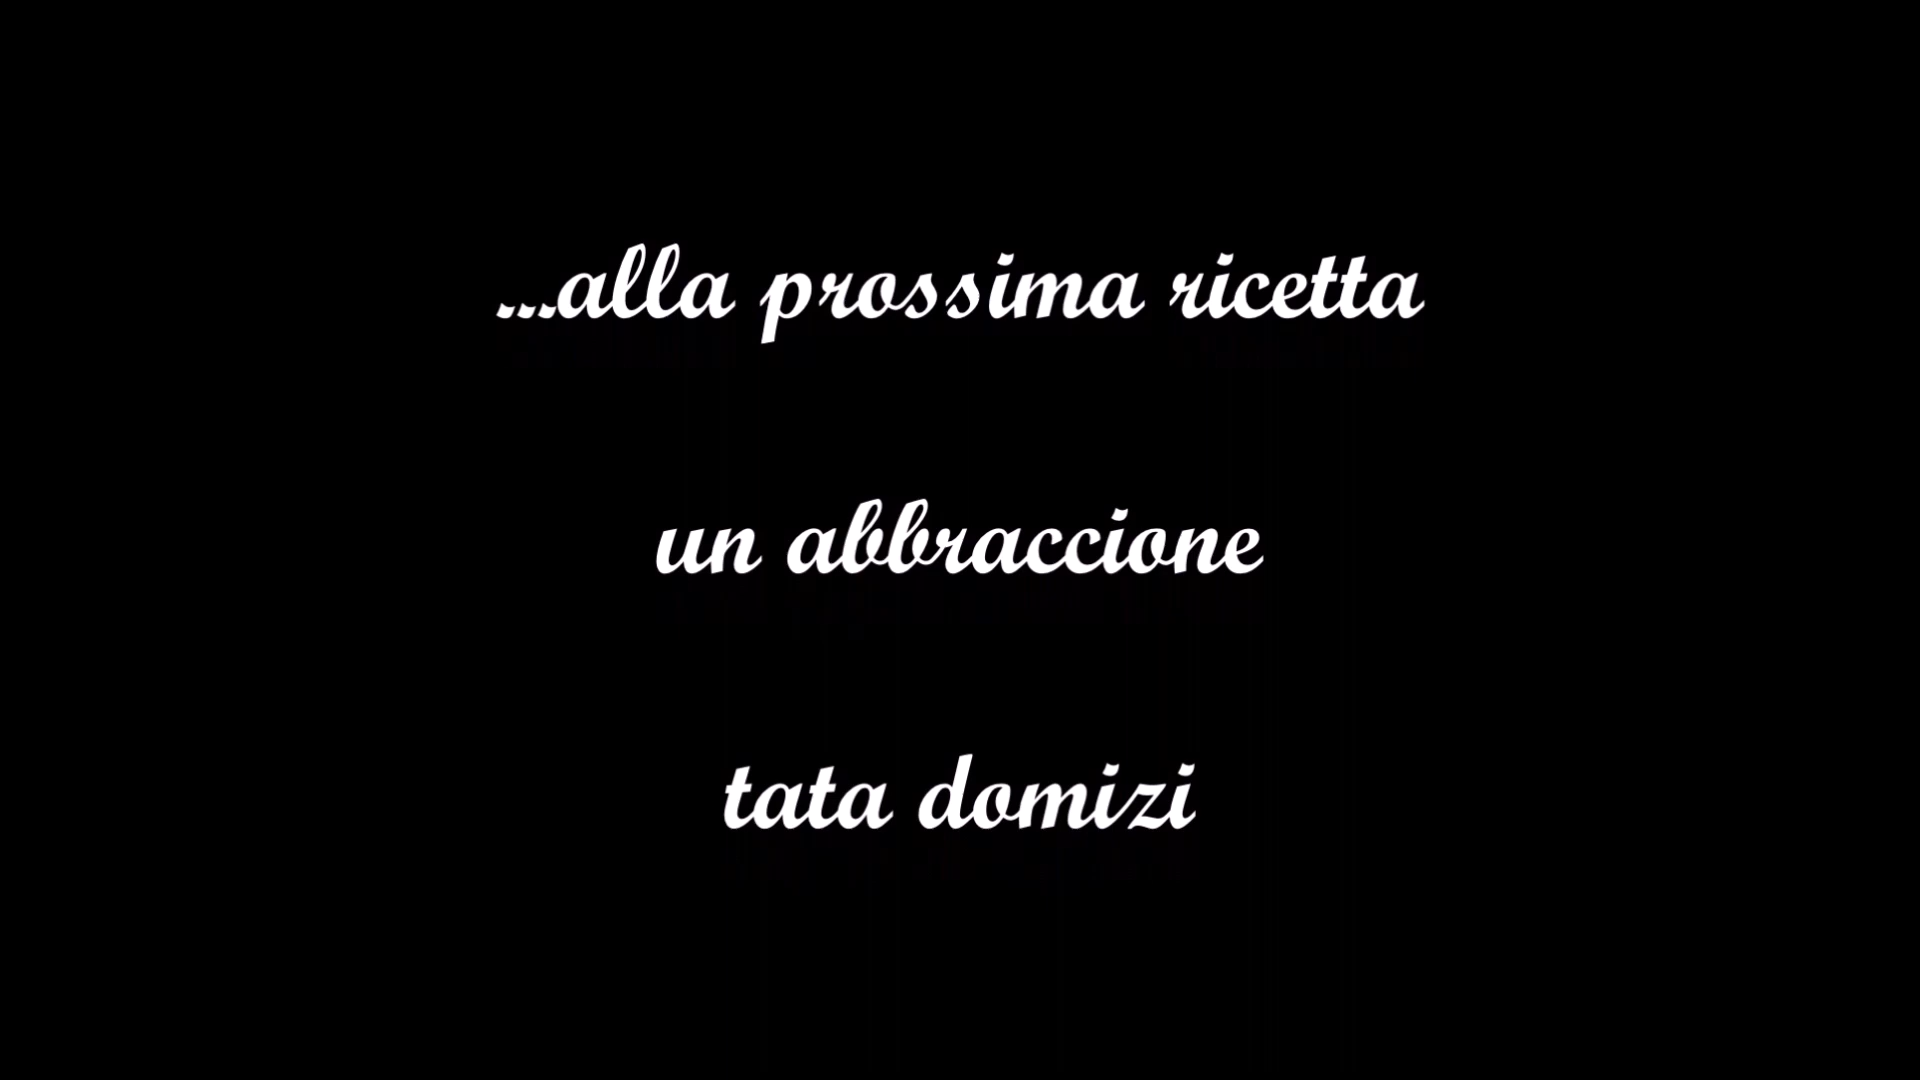 ...alla prossima ricetta
un abbraccione
tata domizi